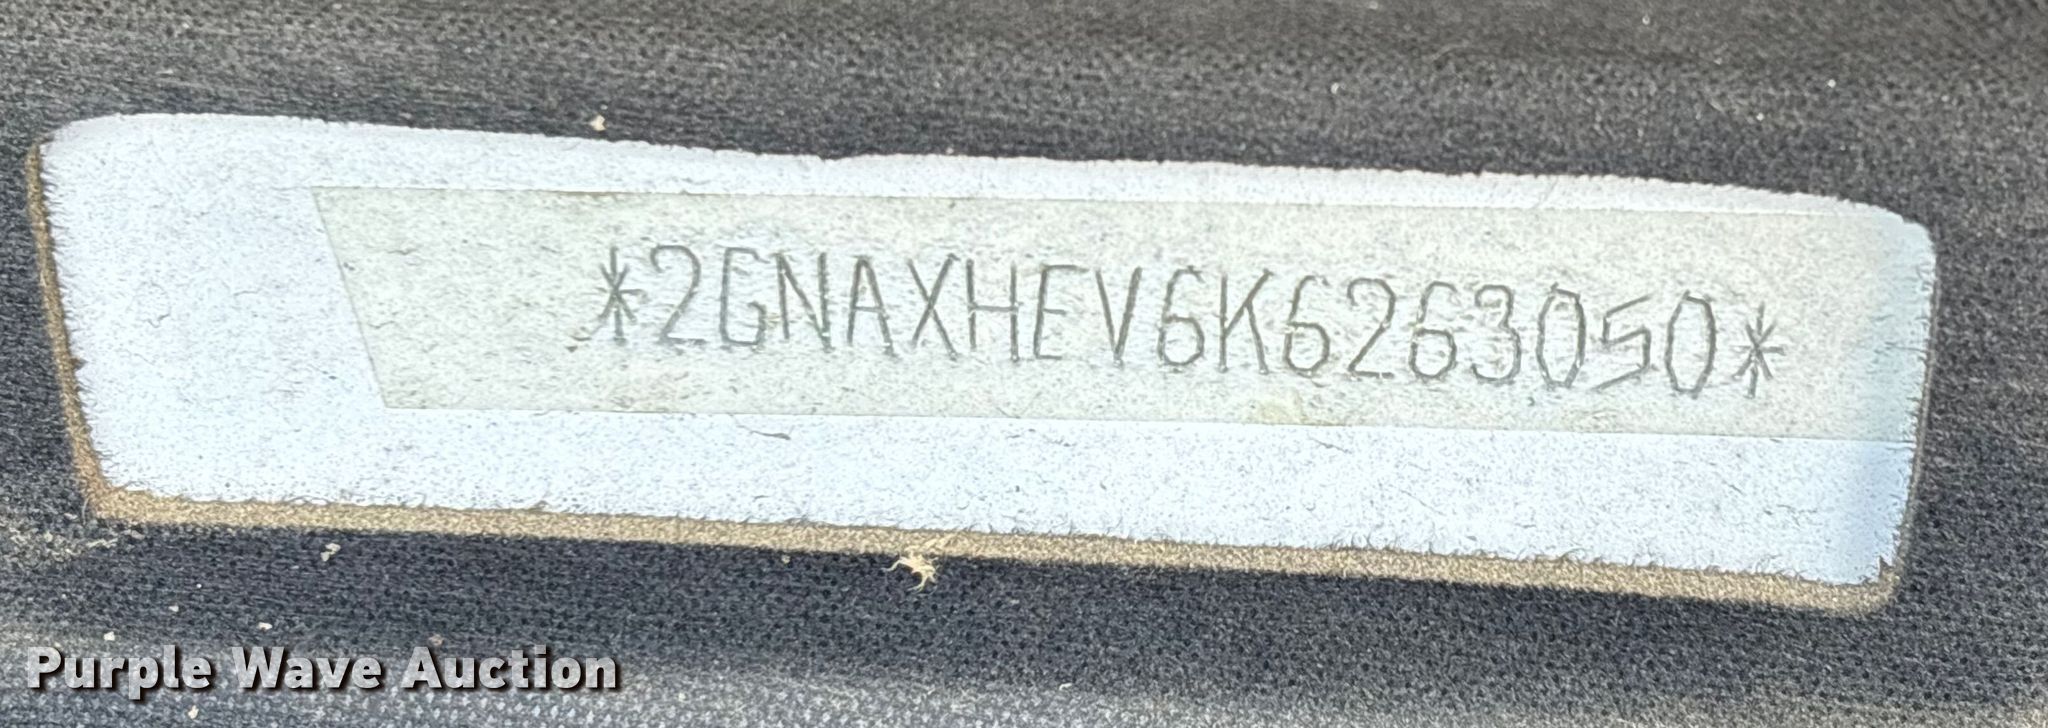 *2GNAXHEV6K6263050*
Purple Wave Auction